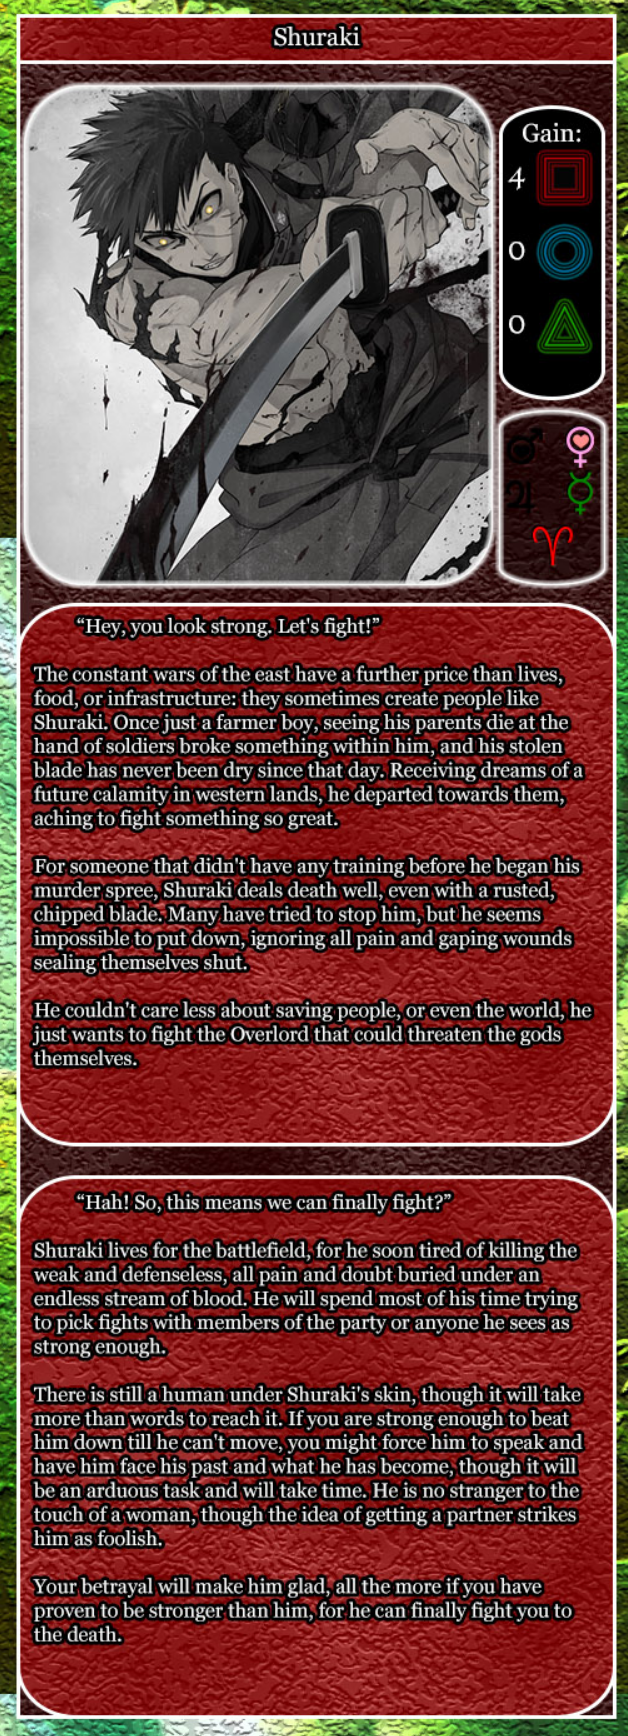 Shuraki
Gain:
4
0
0
“Hey, you look strong. Let's fight!”
The constant wars of the east have a further price than lives,
food, or infrastructure: they sometimes create people like
Shuraki. Once just a farmer boy, seeing his parents die at the
hand of soldiers broke something within him, and his stolen
blade has never been dry since that day. Receiving dreams of a
future calamity in western lands, he departed towards them,
aching to fight something so great.
For someone that didn't have any training before he began his
murder spree, Shuraki deals death well, even with a rusted,
chipped blade. Many have tried to stop him, but he seems
impossible to put down, ignoring all pain and gaping wounds
sealing themselves shut.
He couldn't care less about saving people, or even the world, he
just wants to fight the Overlord that could threaten the gods
themselves.
“Hah! So, this means we can finally fight?”
Shuraki lives for the battlefield, for he soon tired of killing the
weak and defenseless, all pain and doubt buried under an
endless stream of blood. He will spend most of his time trying
to pick fights with members of the party or anyone he sees as
strong enough.
There is still a human under Shuraki's skin, though it will take
more than words to reach it. If you are strong enough to beat
him down till he can't move, you might force him to speak and
have him face his past and what he has become, though it will
be an arduous task and will take time. He is no stranger to the
touch of a woman, though the idea of getting a partner strikes
him as foolish.
Your betrayal will make him glad, all the more if you have
proven to be stronger than him, for he can finally fight you to
the death.